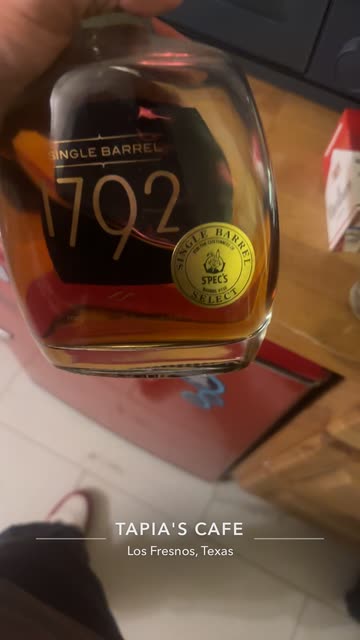 SINGLE BARREL
1792
SINGLE BARREL
SPEC'S
SELECT
TAPIA'S CAFE
Los Fresnos, Texas